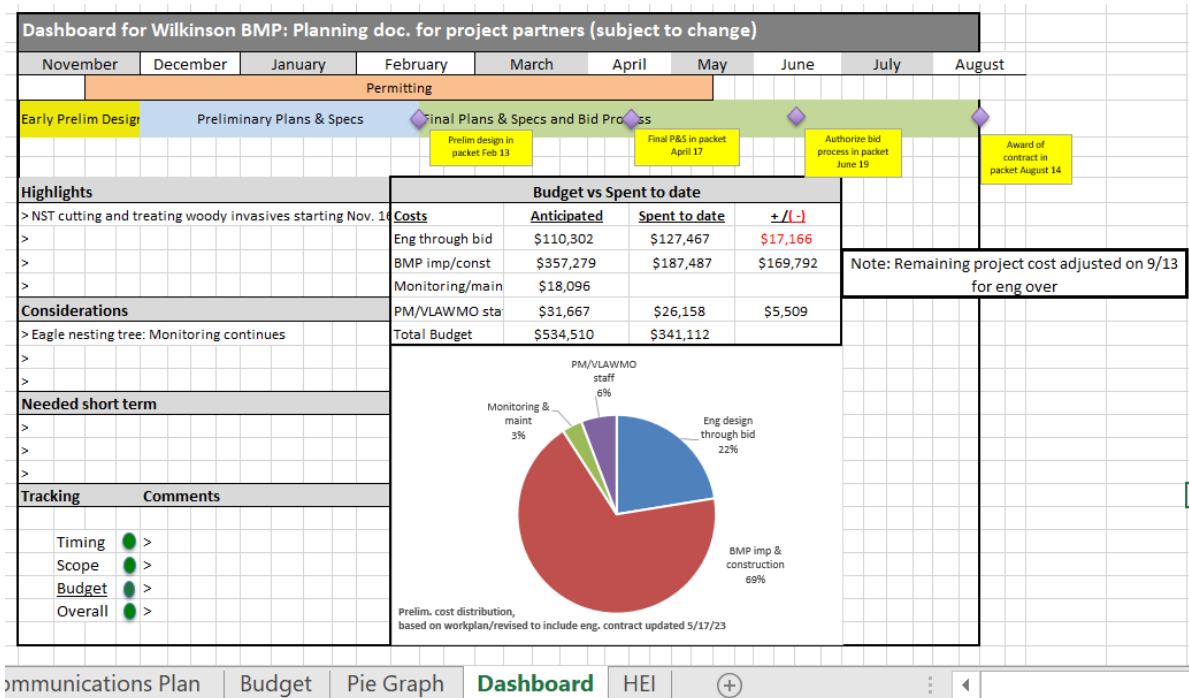 Dashboard for Wilkinson BMP: Planning doc. for project partners (subject to change)
November December January February March April May June July August
Permitting
Early Prelim Desigr Preliminary Plans & Specs Final Plans & Specs and Bid Process
Prelim design in
packet Feb 13
Final P&S in packet
April 17
Authorize bid
process in packet
June 19
Award of
contract in
packet August 14
Highlights
> NST cutting and treating woody invasives starting Nov. 16
>
>
>
Considerations
> Eagle nesting tree: Monitoring continues
>
>
Needed short term
>
>
>
Tracking Comments
Timing >
Scope >
Budget >
Overall >
Budget vs Spent to date
Costs Anticipated Spent to date + /( -)
Eng through bid $110,302 $127,467 $17,166
BMP imp/const $357,279 $187,487 $169,792
Monitoring/main $18,096
PM/VLAWMO sta $31,667 $26,158 $5,509
Total Budget $534,510 $341,112
Note: Remaining project cost adjusted on 9/13
for eng over
PM/VLAWMO
staff
6%
Monitoring &
maint
3%
Eng design
through bid
22%
BMP imp &
construction
69%
Prelim. cost distribution,
based on workplan/revised to include eng. contract updated 5/17/23
ommunications Plan Budget Pie Graph Dashboard HEI